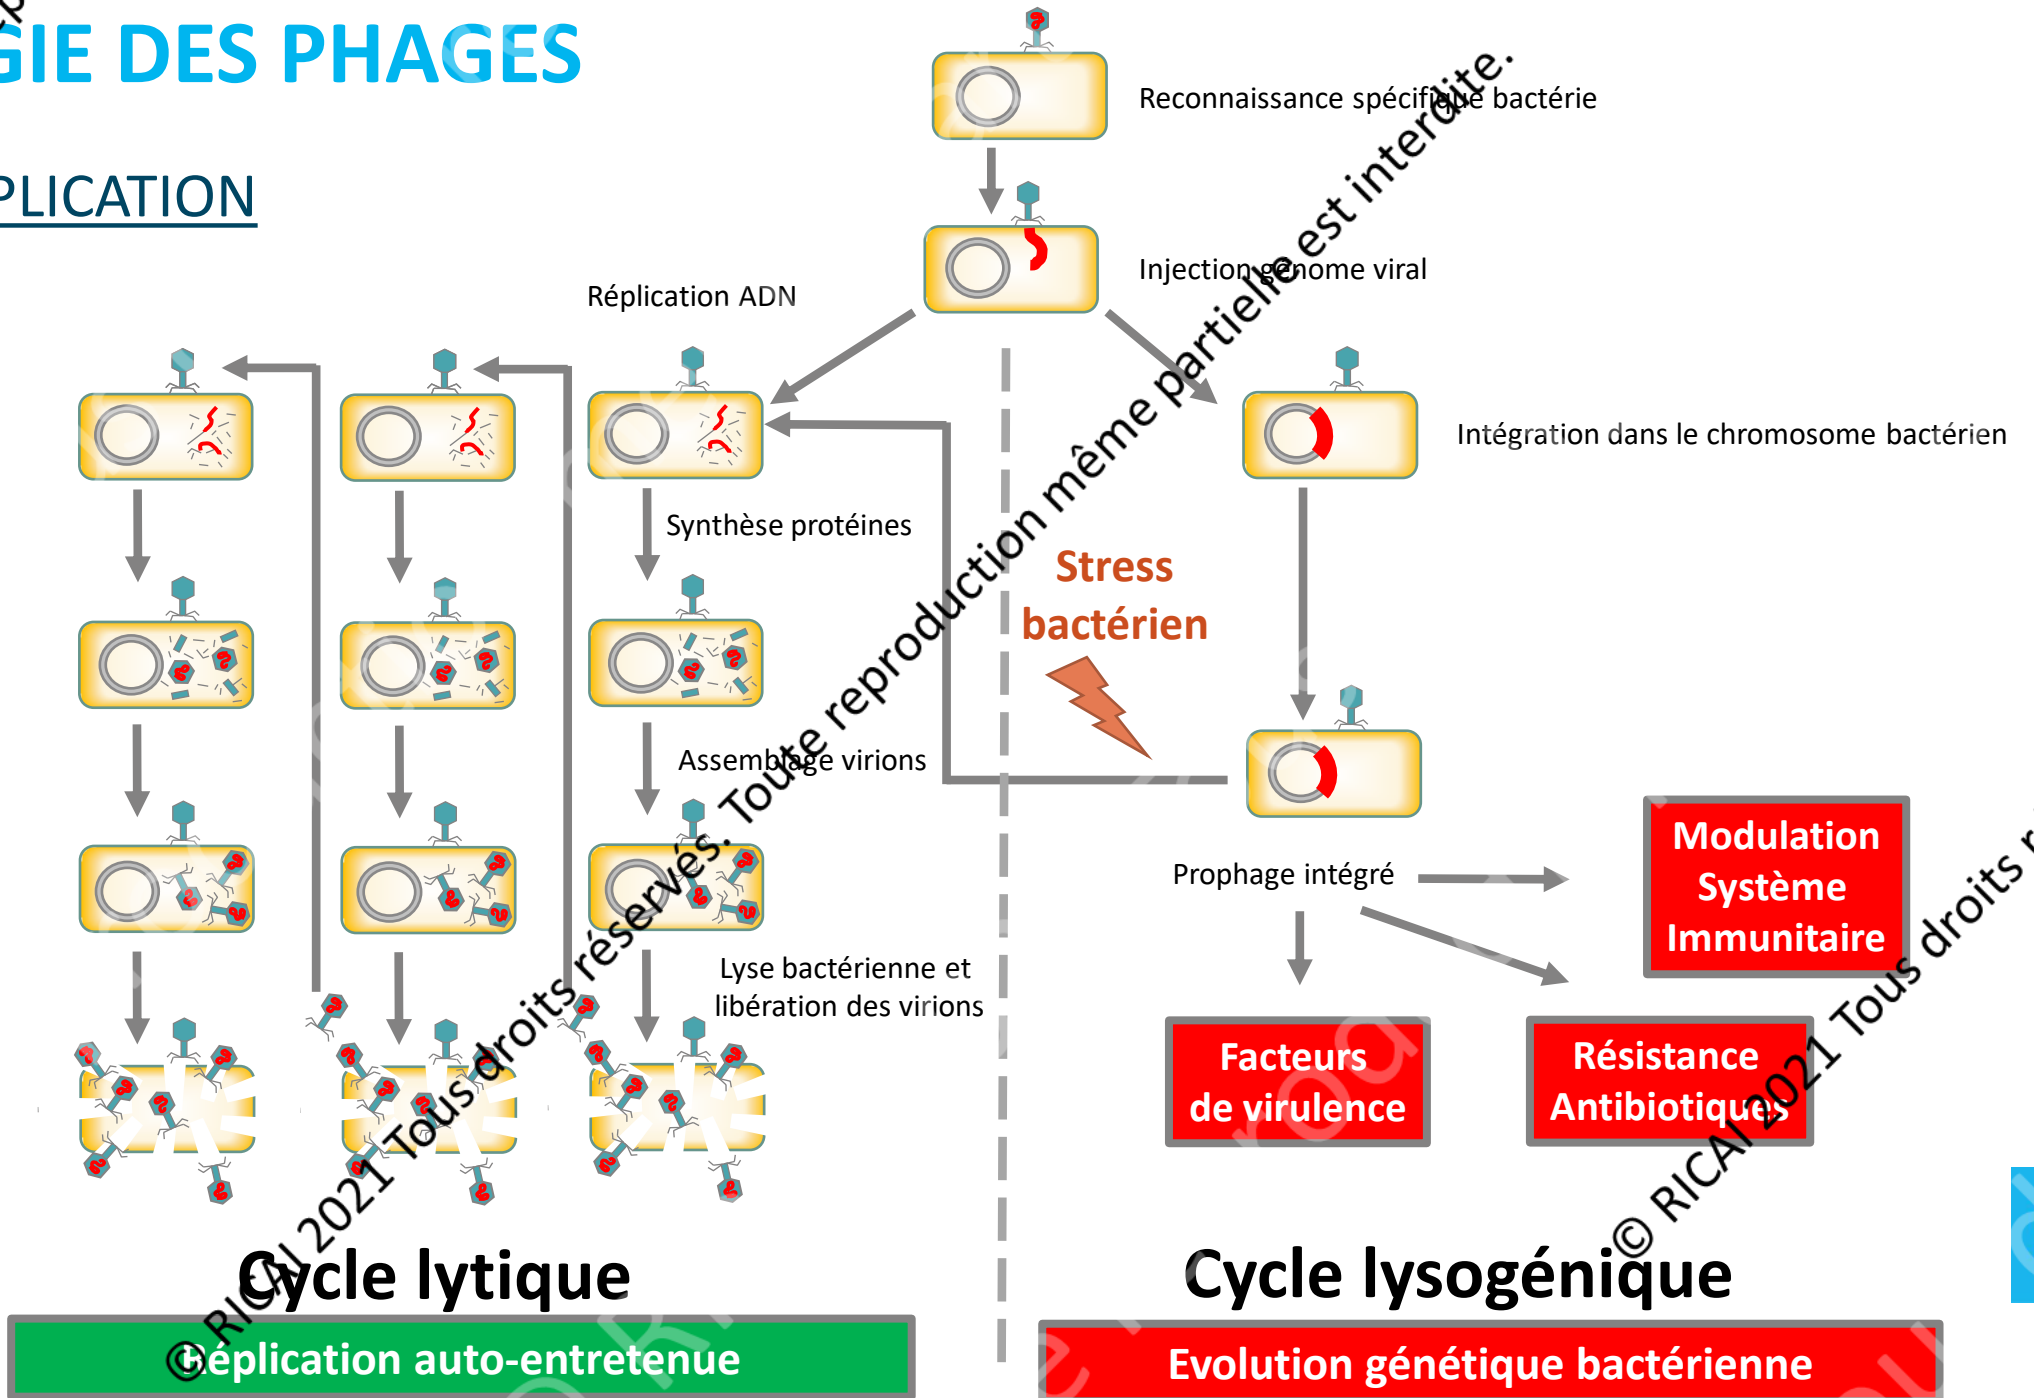 GIE DES PHAGES
PLICATION
Reconnaissance spécifique bactérie
Injection génome viral
Réplication ADN
Intégration dans le chromosome bactérien
Synthèse protéines
Stress
bactérien
Assemblage virions
Prophage intégré
Modulation
Système
Immunitaire
Lyse bactérienne et
libération des virions
Facteurs
de virulence
Résistance
Antibiotiques
Cycle lytique
Cycle lysogénique
Réplication auto-entretenue
Evolution génétique bactérienne
© RICAI 2021 Tous droits réservés. Toute reproduction même partielle est interdite.
© RICAI 2021 Tous droits r